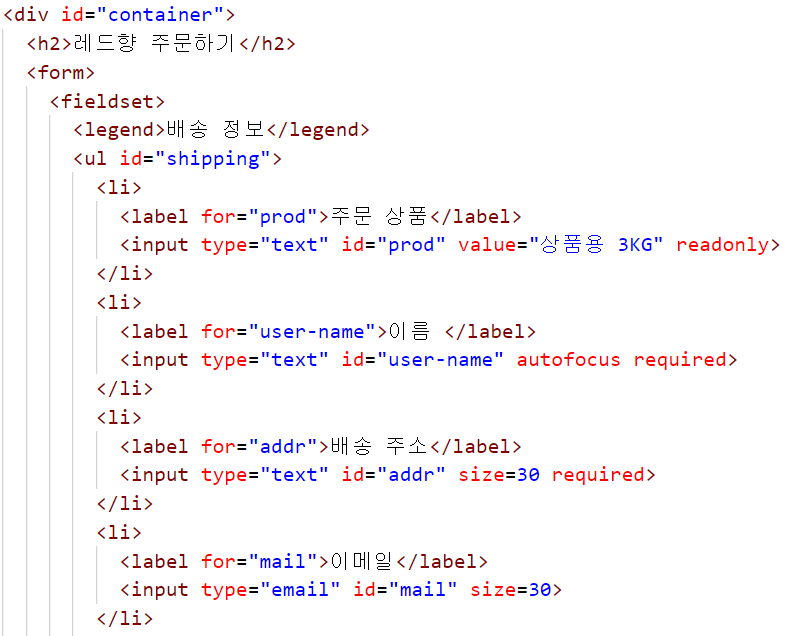 <div id="container">
<h2>레드향 주문하기</h2>
<form>
<fieldset>
<legend>배송 정보</legend>
<ul id="shipping">
<li>
<label for="prod">주문 상품</label>
<input type="text" id="prod" value="상품용 3KG" readonly>
</li>
<li>
<label for="user-name">이름 </label>
<input type="text" id="user-name" autofocus required>
</li>
<li>
<label for="addr">배송 주소</label>
<input type="text" id="addr" size=30 required>
</li>
<li>
<label for="mail">이메일</label>
<input type="email" id="mail" size=30>
</li>